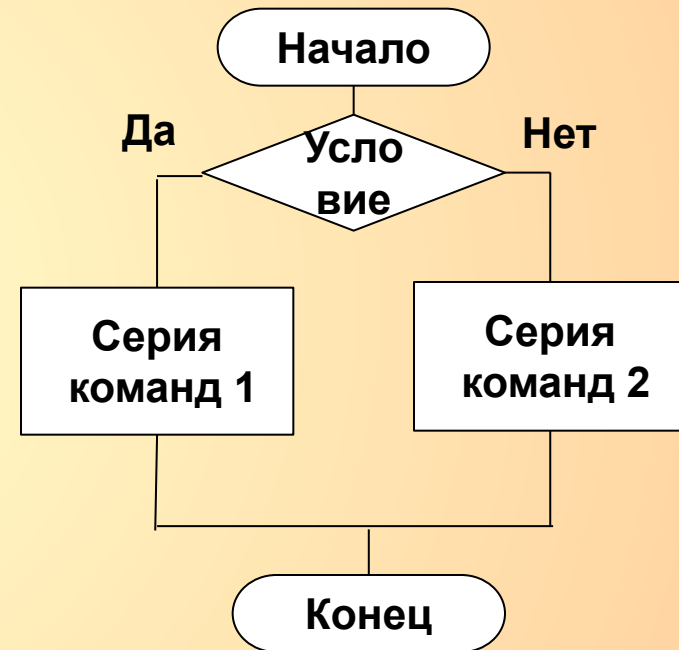 Начало
Да
Нет
Усло
вие
Серия
команд 1
Серия
команд 2
Конец